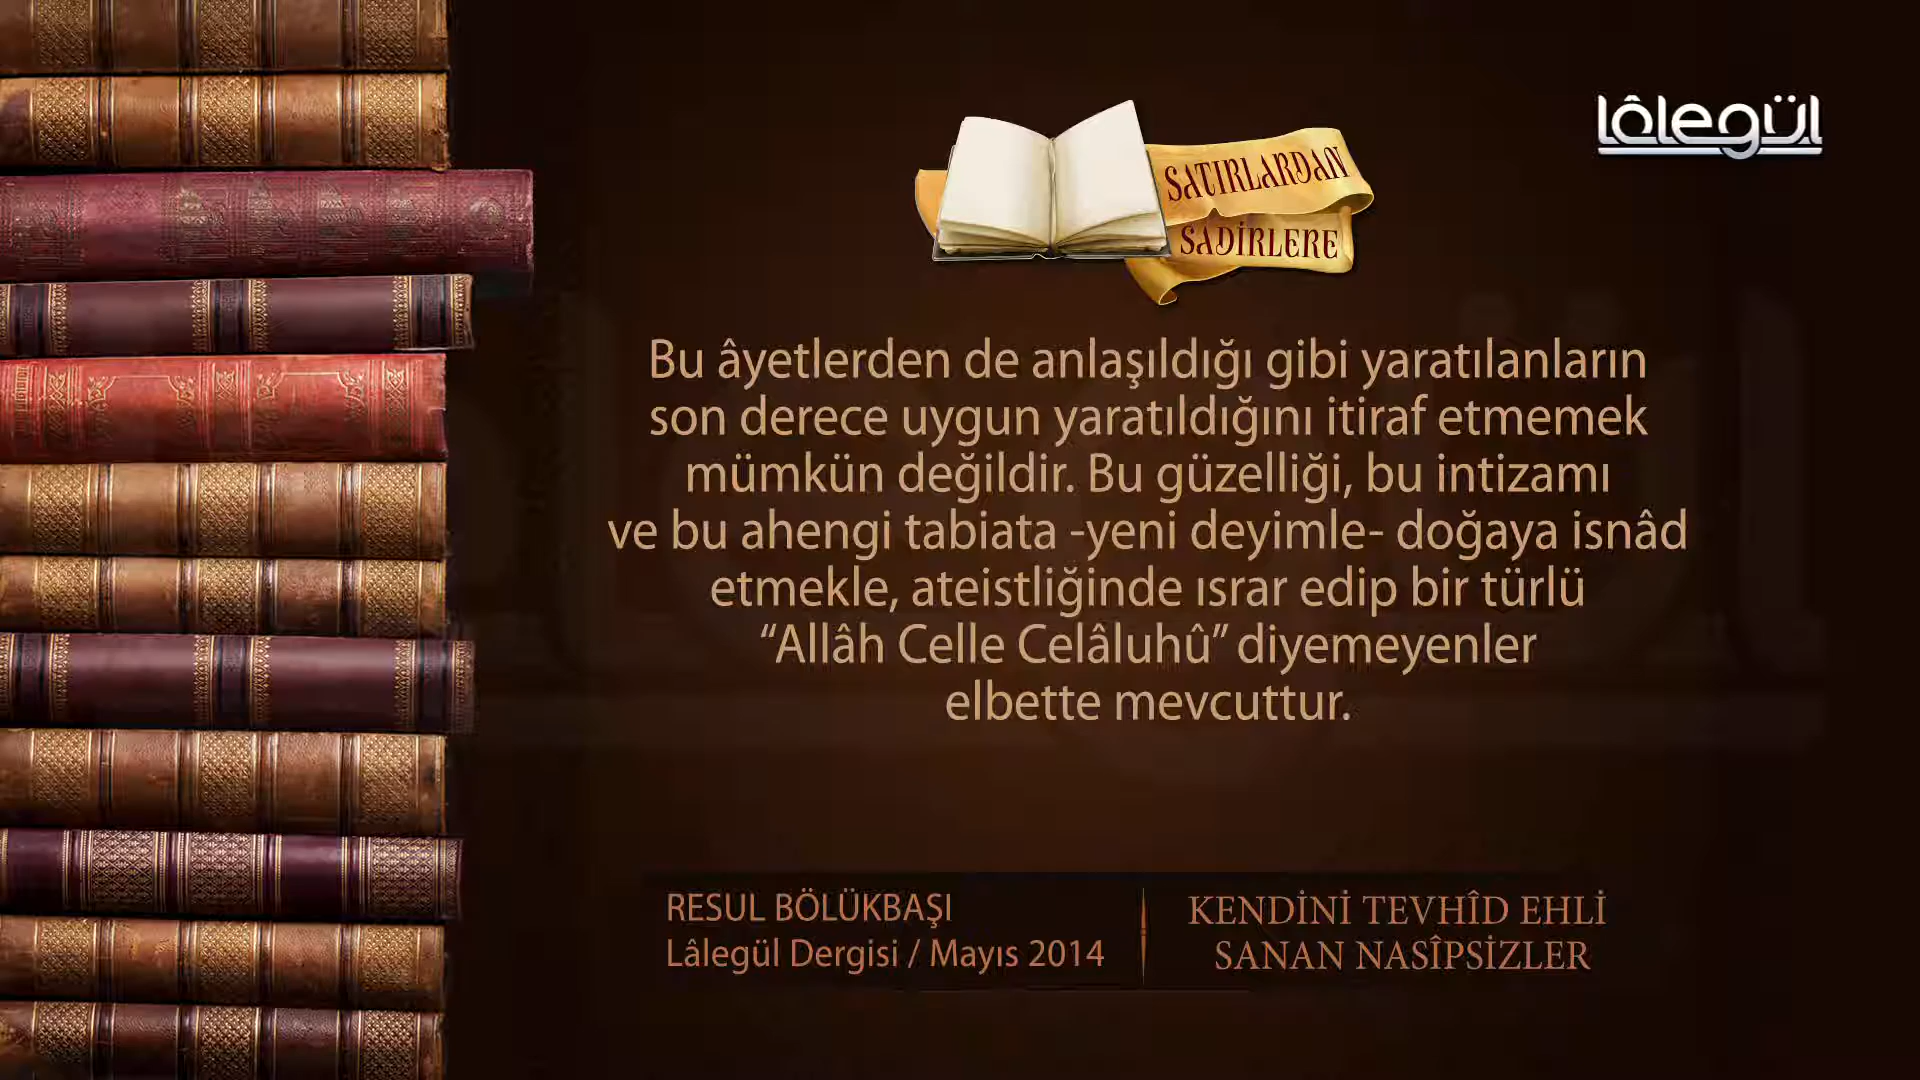 lâlegül
SATIRLARDAN
SADİRLERE
Bu âyetlerden de anlaşıldığı gibi yaratılanların
son derece uygun yaratıldığını itiraf etmemek
mümkün değildir. Bu güzelliği, bu intizamı
ve bu ahengi tabiata -yeni deyimle- doğaya isnâd
etmekle, ateistliğinde ısrar edip bir türlü
“Allâh Celle Celâluhû” diyemeyenler
elbette mevcuttur.
RESUL BÖLÜKBAŞI
Lâlegül Dergisi / Mayıs 2014
KENDİNİ TEVHÎD EHLİ
SANAN NASÎPSİZLER